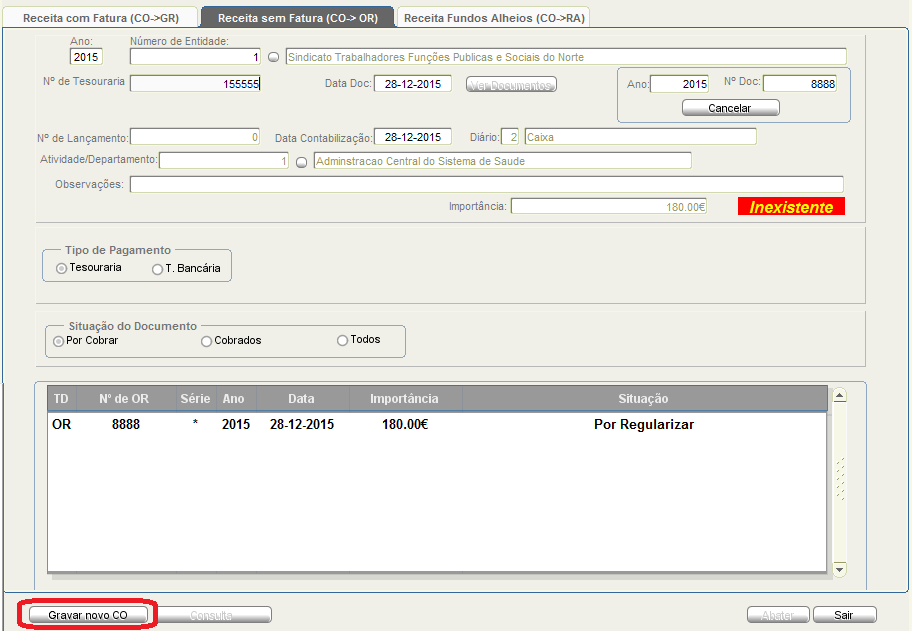 Receita com Fatura (CO->GR) Receita sem Fatura (CO-> OR) Receita Fundos Alheios (CO->RA)
Ano: Número de Entidade:
2015 1 Sindicato Trabalhadores Funções Publicas e Sociais do Norte
Nº de Tesouraria 155555 Data Doc: 28-12-2015 Ver Documentos Ano: 2015 Nº Doc: 8888
Cancelar
Nº de Lançamento: 0 Data Contabilização: 28-12-2015 Diário: 2 Caixa
Atividade/Departamento: 1 Adminstracao Central do Sistema de Saude
Observações:
Importância: 180.00€ Inexistente
Tipo de Pagamento
Tesouraria T. Bancária
Situação do Documento
Por Cobrar Cobrados Todos
TD Nº de OR Série Ano Data Importância Situação
OR 8888 * 2015 28-12-2015 180.00€ Por Regularizar
Gravar novo CO Consulta Abater Sair